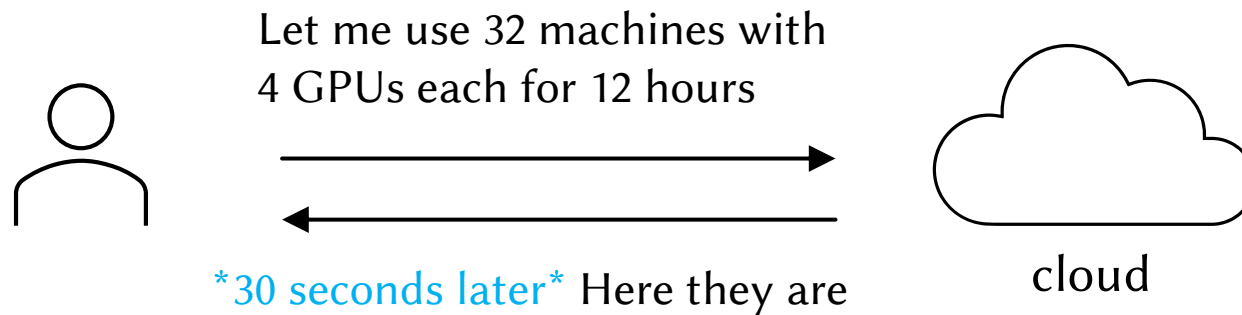 Let me use 32 machines with
4 GPUs each for 12 hours
*30 seconds later* Here they are
cloud